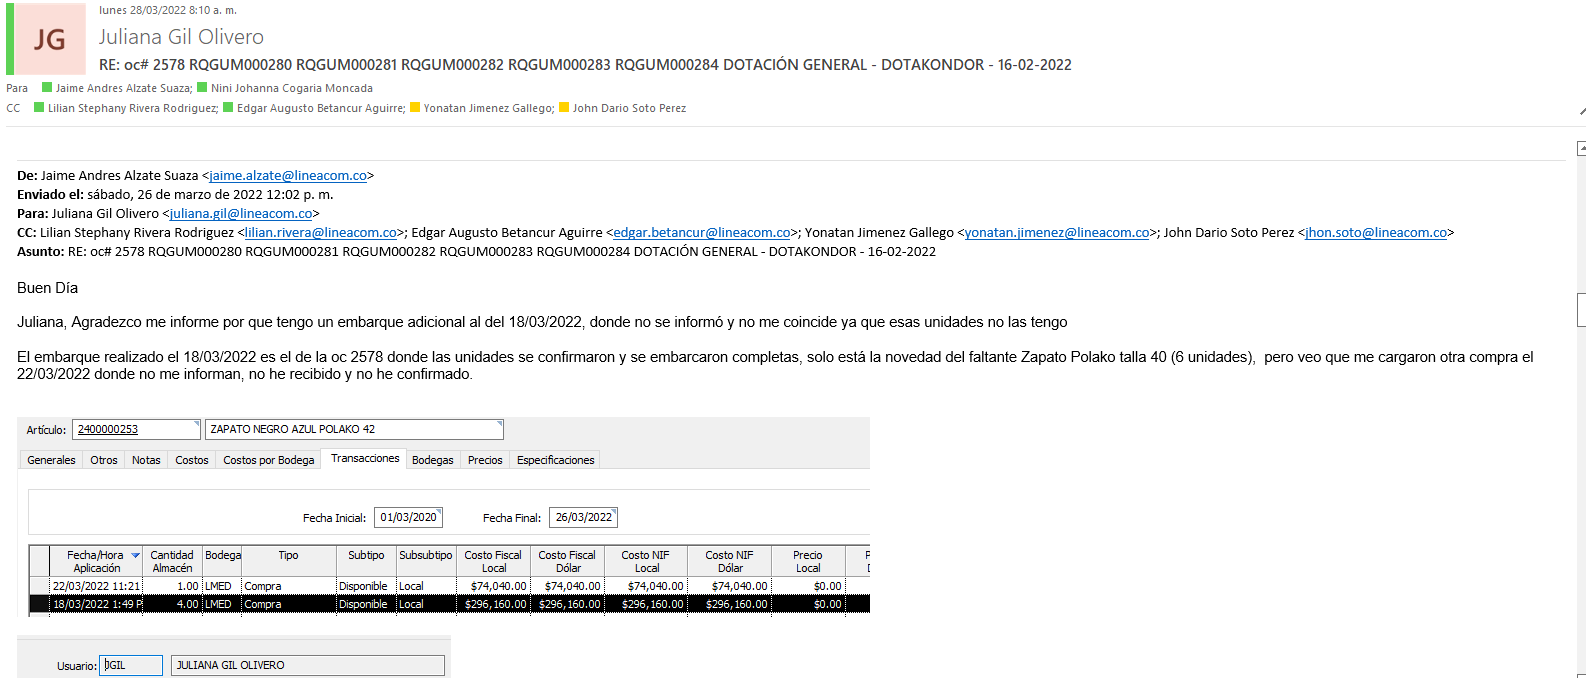 lunes 28/03/2022 8:10 a. m.
JG
Juliana Gil Olivero
RE: oc# 2578 RQGUM000280 RQGUM000281 RQGUM000282 RQGUM000283 RQGUM000284 DOTACIÓN GENERAL - DOTAKONDOR - 16-02-2022
Para Jaime Andres Alzate Suaza; Nini Johanna Cogaria Moncada
CC Lilian Stephany Rivera Rodriguez; Edgar Augusto Betancur Aguirre; Yonatan Jimenez Gallego; John Dario Soto Perez
De: Jaime Andres Alzate Suaza <jaime.alzate@lineacom.co>
Enviado el: sábado, 26 de marzo de 2022 12:02 p. m.
Para: Juliana Gil Olivero <juliana.gil@lineacom.co>
CC: Lilian Stephany Rivera Rodriguez <lilian.rivera@lineacom.co>; Edgar Augusto Betancur Aguirre <edgar.betancur@lineacom.co>; Yonatan Jimenez Gallego <yonatan.jimenez@lineacom.co>; John Dario Soto Perez <jhon.soto@lineacom.co>
Asunto: RE: oc# 2578 RQGUM000280 RQGUM000281 RQGUM000282 RQGUM000283 RQGUM000284 DOTACIÓN GENERAL - DOTAKONDOR - 16-02-2022
Buen Día
Juliana, Agradezco me informe por que tengo un embarque adicional al del 18/03/2022, donde no se informó y no me coincide ya que esas unidades no las tengo
El embarque realizado el 18/03/2022 es el de la oc 2578 donde las unidades se confirmaron y se embarcaron completas, solo está la novedad del faltante Zapato Polako talla 40 (6 unidades), pero veo que me cargaron otra compra el
22/03/2022 donde no me informan, no he recibido y no he confirmado.
Artículo: 2400000253 ZAPATO NEGRO AZUL POLAKO 42
Generales Otros Notas Costos Costos por Bodega Transacciones Bodegas Precios Especificaciones
Fecha Inicial: 01/03/2020 Fecha Final: 26/03/2022
Fecha/Hora Cantidad Bodega Tipo Subtipo Subsubtipo Costo Fiscal Costo Fiscal Costo NIF Costo NIF Precio
Aplicación Almacén Local Dólar Local Dólar Local
22/03/2022 11:21 1.00 LMED Compra Disponible Local $74,040.00 $74,040.00 $74,040.00 $74,040.00 $0.00
18/03/2022 1:49 P 4.00 LMED Compra Disponible Local $296,160.00 $296,160.00 $296,160.00 $296,160.00 $0.00
Usuario: JGIL JULIANA GIL OLIVERO